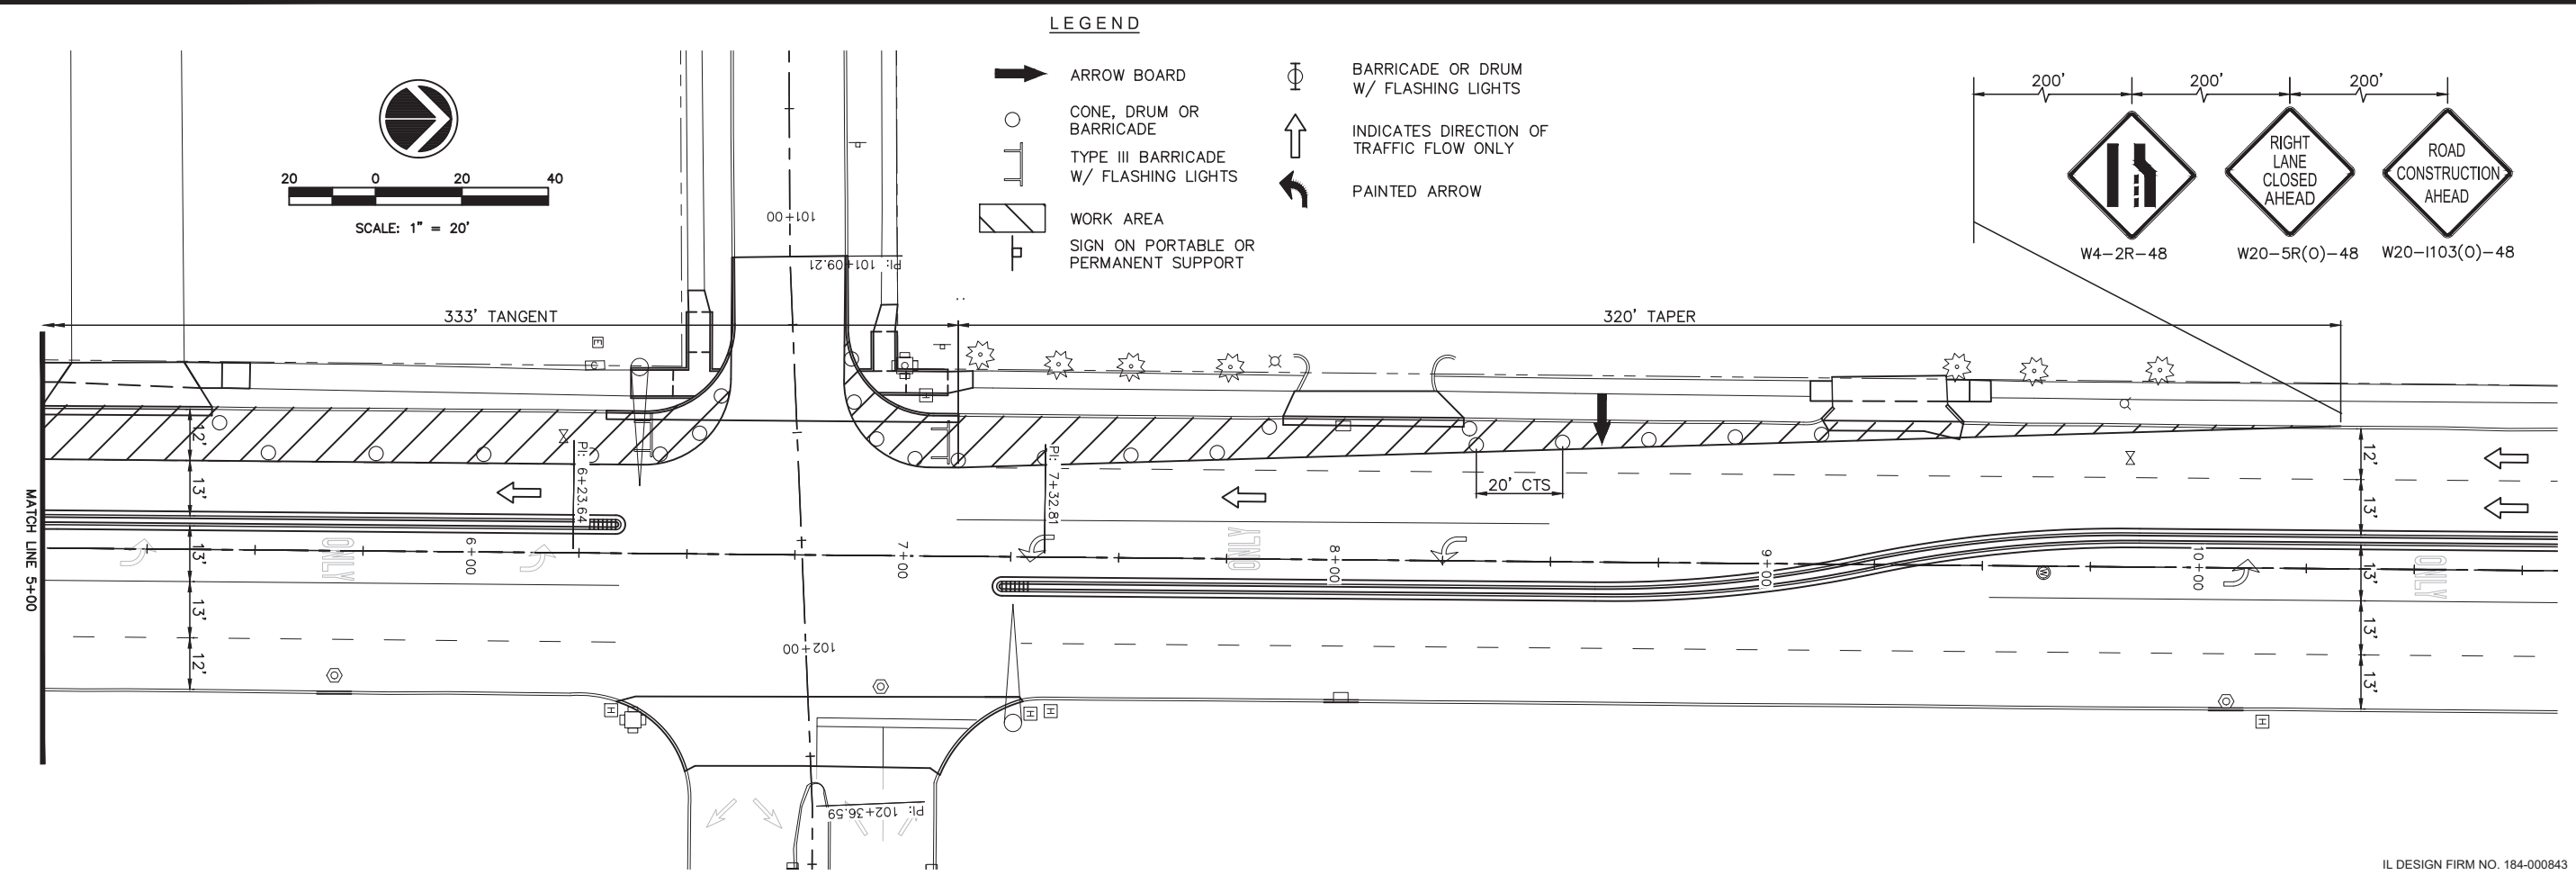 LEGEND
ARROW BOARD
CONE, DRUM OR
BARRICADE
TYPE III BARRICADE
W/ FLASHING LIGHTS
WORK AREA
SIGN ON PORTABLE OR
PERMANENT SUPPORT
BARRICADE OR DRUM
W/ FLASHING LIGHTS
INDICATES DIRECTION OF
TRAFFIC FLOW ONLY
PAINTED ARROW
20 0 20 40
SCALE: 1" = 20'
200' 200' 200'
RIGHT
LANE
CLOSED
AHEAD
ROAD
CONSTRUCTION
AHEAD
W4-2R-48
W20-5R(O)-48
W20-I103(O)-48
101+00
PI: 101+09.21
333' TANGENT
320' TAPER
E
H
12'
13'
13'
13'
12'
MATCH LINE 5+00
PI: 6+23.64
PI: 7+32.81
20' CTS
ONLY
6+00
7+00
ONLY
8+00
9+00
W
10+00
ONLY
12'
13'
13'
13'
13'
102+00
H
H
H
H
PI: 102+36.59
IL DESIGN FIRM NO. 184-000843